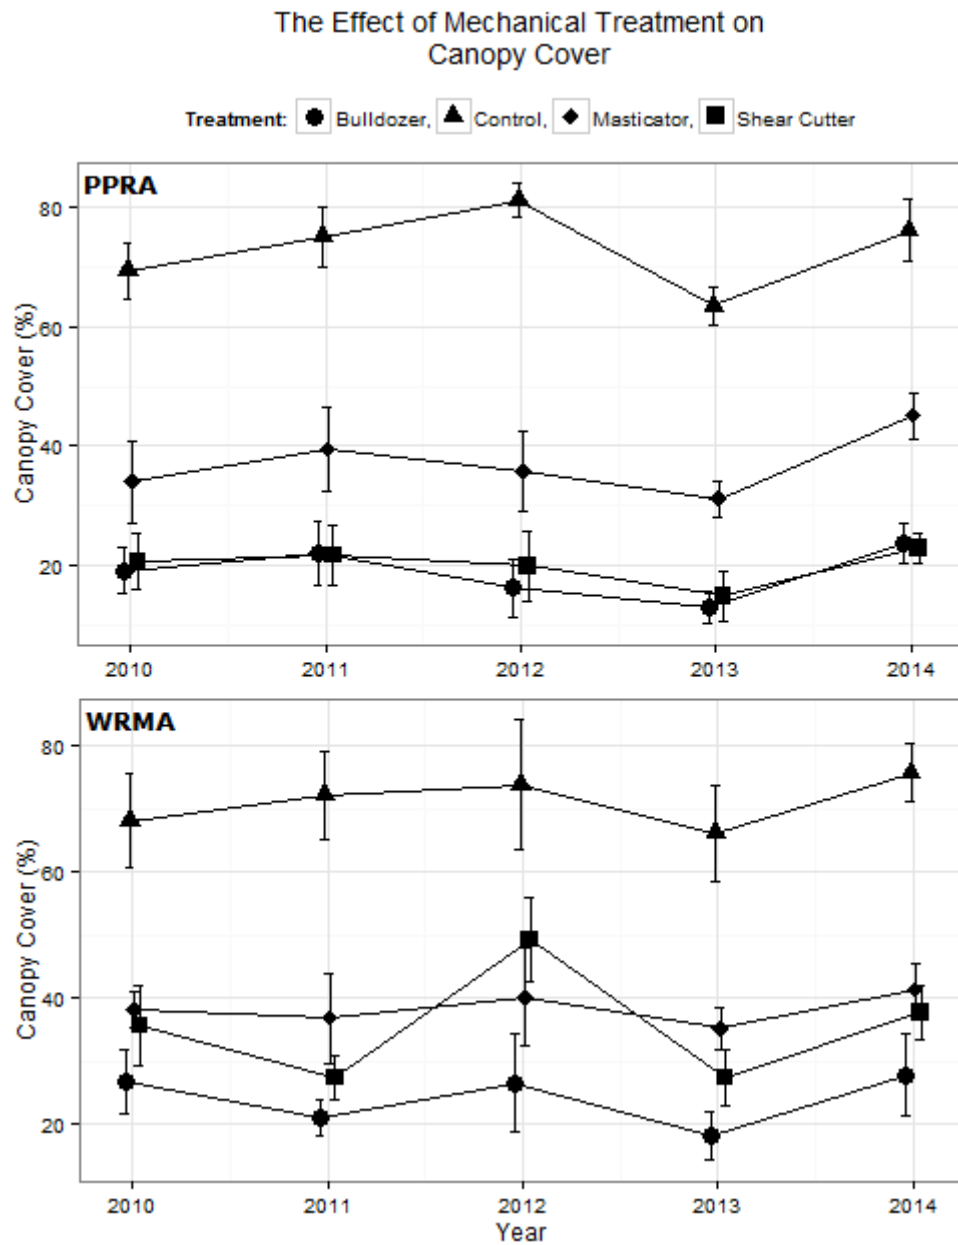 The Effect of Mechanical Treatment on
Canopy Cover
Treatment: Bulldozer, Control, Masticator, Shear Cutter
PPRA
80
60
40
20
Canopy Cover (%)
2010 2011 2012 2013 2014
WRMA
80
60
40
20
Canopy Cover (%)
2010 2011 2012 2013 2014
Year